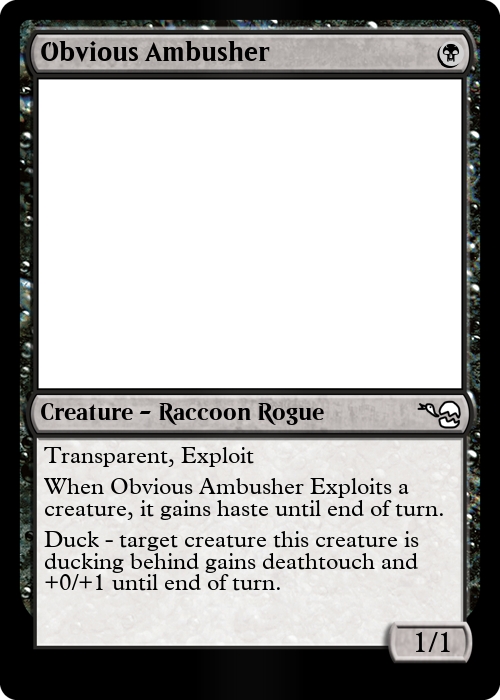 Obvious Ambusher
Creature – Raccoon Rogue
Transparent, Exploit
When Obvious Ambusher Exploits a
creature, it gains haste until end of turn.
Duck - target creature this creature is
ducking behind gains deathtouch and
+0/+1 until end of turn.
1/1